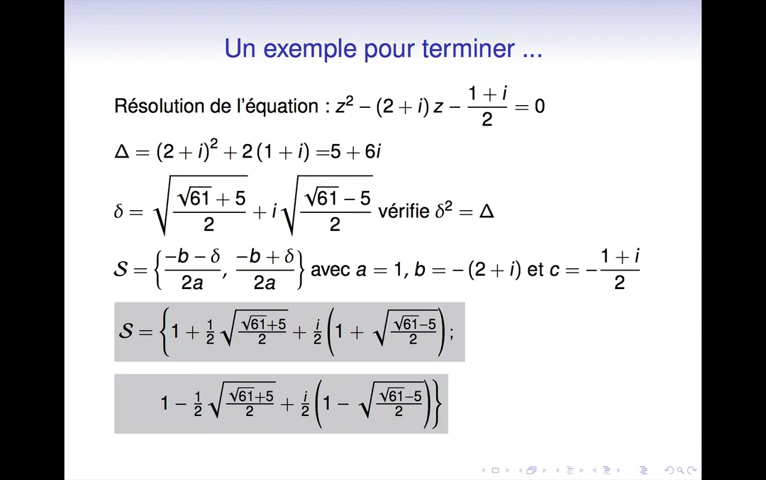 Un exemple pour terminer ...
Résolution de l'équation : z² − (2 + i) z − (1 + i)/2 = 0
Δ = (2 + i)² + 2 (1 + i) =5 + 6i
δ = √((√61 + 5)/2) + i √((√61 − 5)/2) vérifie δ² = Δ
𝒮 = {(−b − δ)/2a, (−b + δ)/2a} avec a = 1, b = −(2 + i) et c = −(1 + i)/2
𝒮 = {1 + 1/2 √((√61+5)/2) + i/2 (1 + √((√61−5)/2));
1 − 1/2 √((√61+5)/2) + i/2 (1 − √((√61−5)/2))}